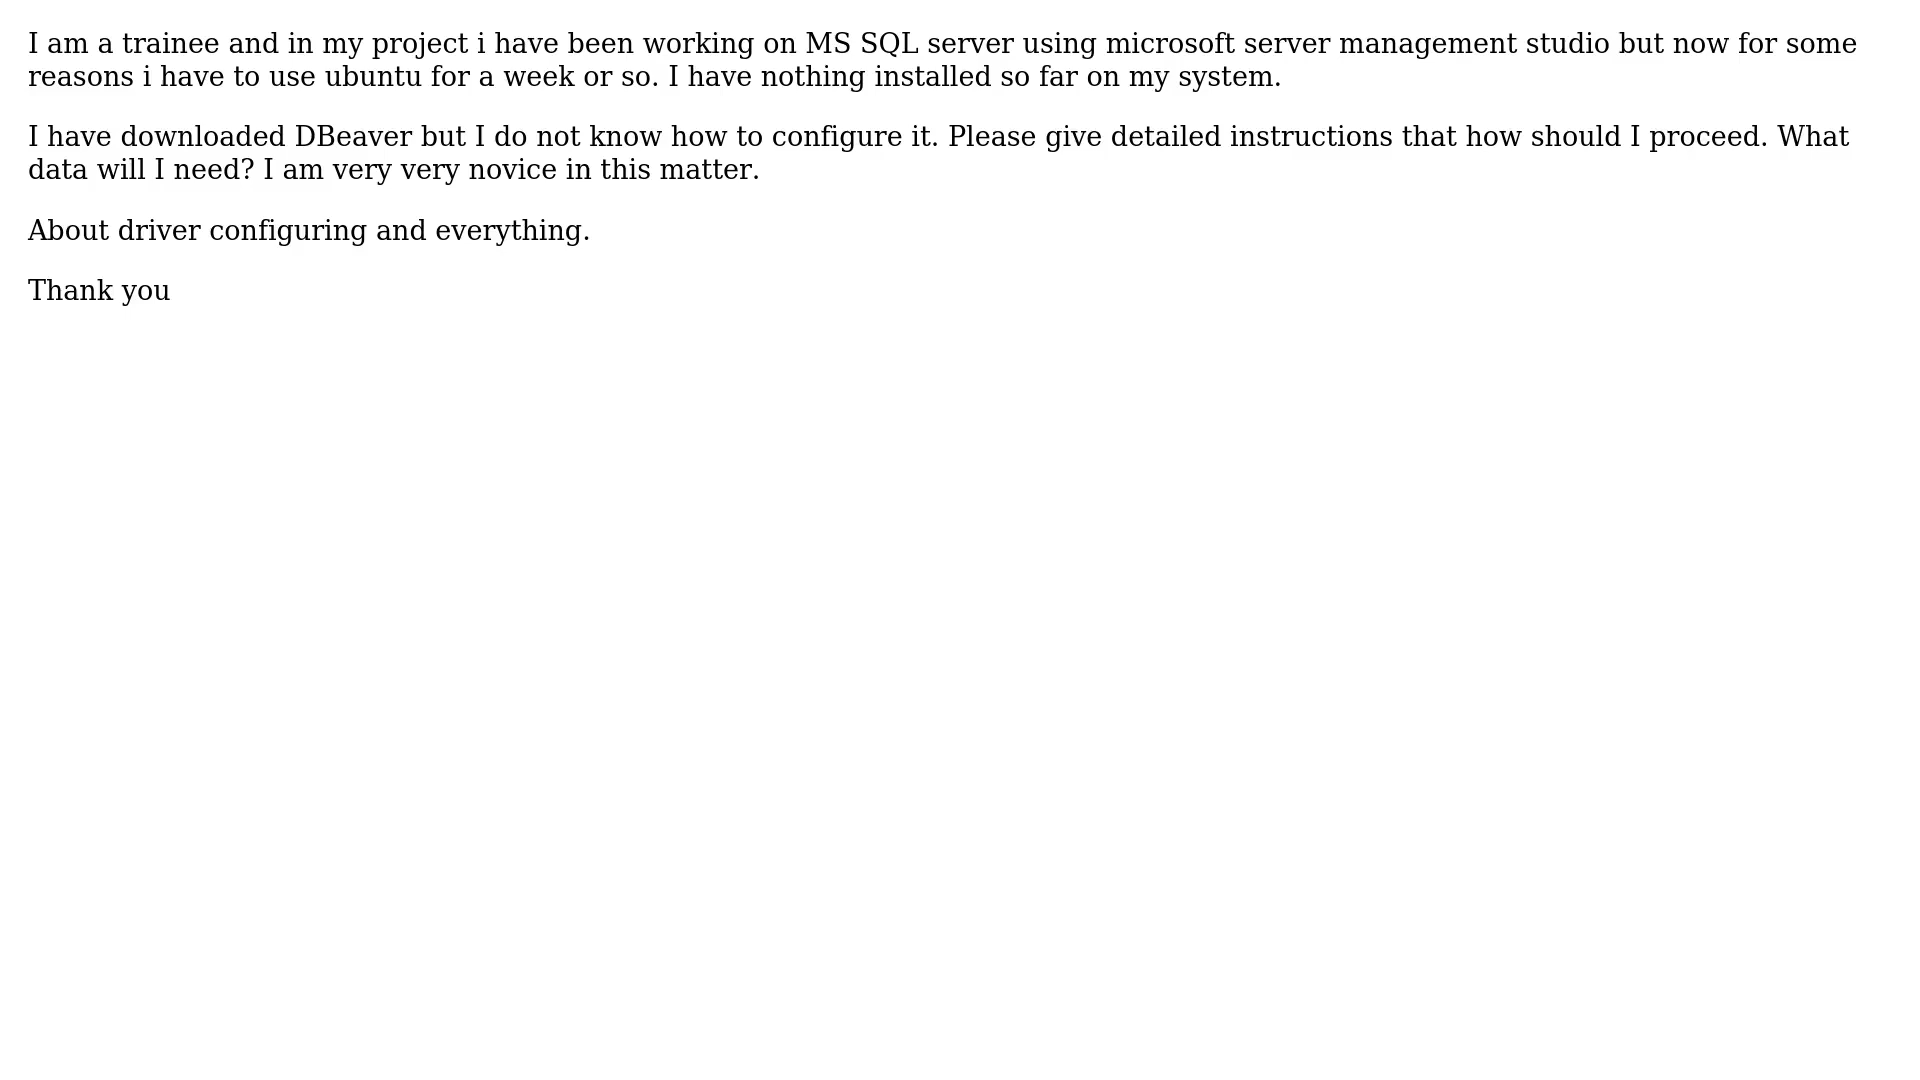 I am a trainee and in my project i have been working on MS SQL server using microsoft server management studio but now for some
reasons i have to use ubuntu for a week or so. I have nothing installed so far on my system.
I have downloaded DBeaver but I do not know how to configure it. Please give detailed instructions that how should I proceed. What
data will I need? I am very very novice in this matter.
About driver configuring and everything.
Thank you